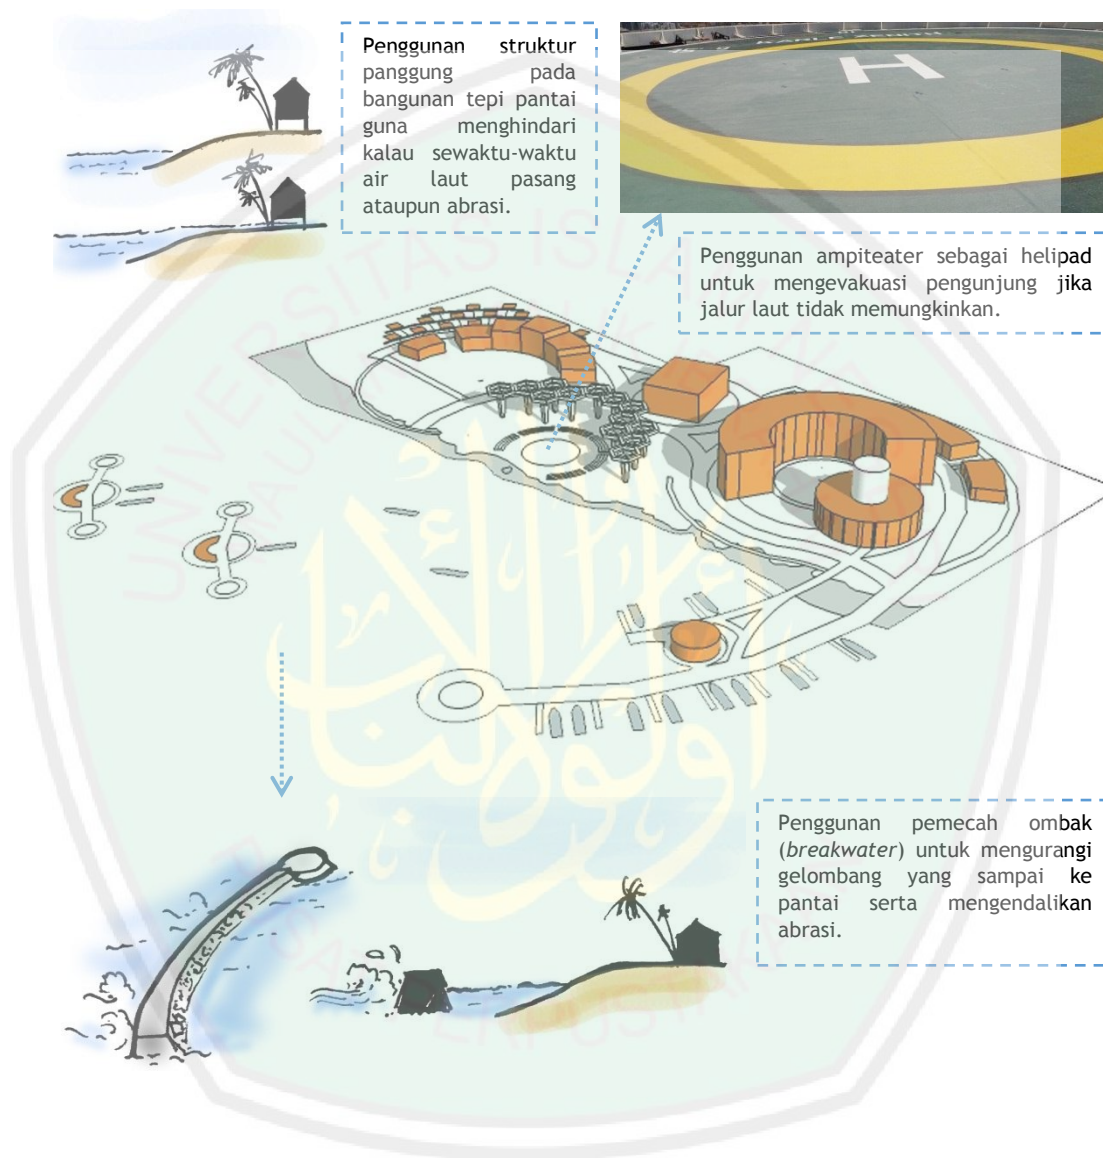 Penggunan struktur
panggung pada
bangunan tepi pantai
guna menghindari
kalau sewaktu-waktu
air laut pasang
ataupun abrasi.
H
Penggunan ampiteater sebagai helipad
untuk mengevakuasi pengunjung jika
jalur laut tidak memungkinkan.
Penggunan pemecah ombak
(breakwater) untuk mengurangi
gelombang yang sampai ke
pantai serta mengendalikan
abrasi.